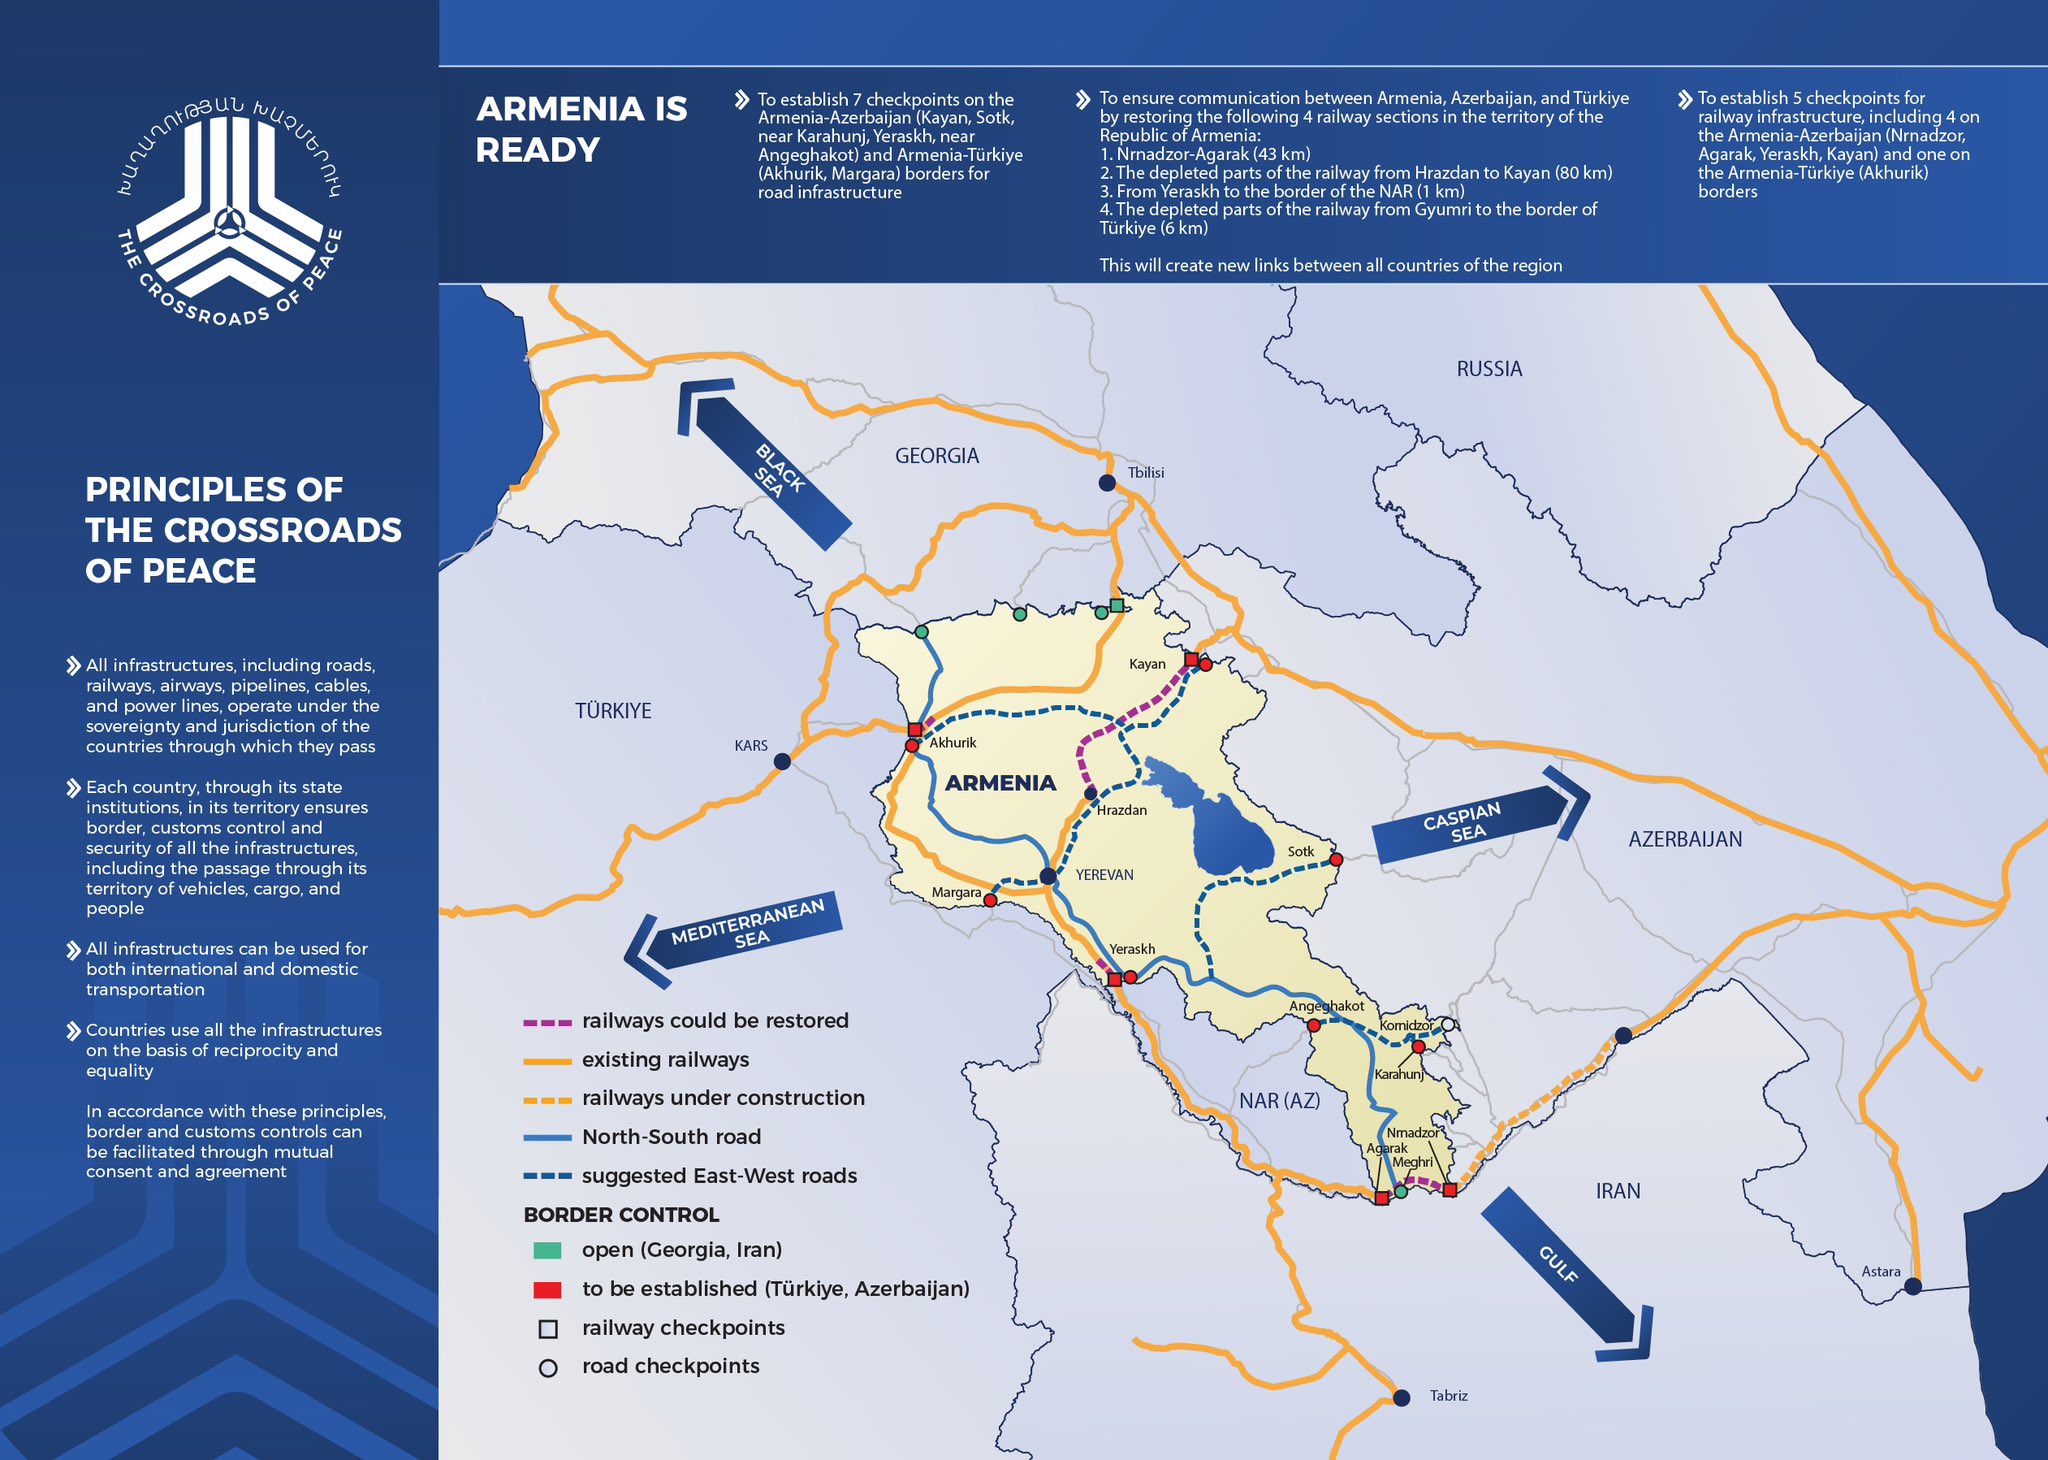 ԽԱՂԱՂՈՒԹՅԱՆ ԽԱՉՄԵՐՈՒԿ
THE CROSSROADS OF PEACE
PRINCIPLES OF
THE CROSSROADS
OF PEACE
All infrastructures, including roads,
railways, airways, pipelines, cables,
and power lines, operate under the
sovereignty and jurisdiction of the
countries through which they pass
Each country, through its state
institutions, in its territory ensures
border, customs control and
security of all the infrastructures,
including the passage through its
territory of vehicles, cargo, and
people
All infrastructures can be used for
both international and domestic
transportation
Countries use all the infrastructures
on the basis of reciprocity and
equality
In accordance with these principles,
border and customs controls can
be facilitated through mutual
consent and agreement
ARMENIA IS
READY
To establish 7 checkpoints on the
Armenia-Azerbaijan (Kayan, Sotk,
near Karahunj, Yeraskh, near
Angeghakot) and Armenia-Türkiye
(Akhurik, Margara) borders for
road infrastructure
To ensure communication between Armenia, Azerbaijan, and Türkiye
by restoring the following 4 railway sections in the territory of the
Republic of Armenia:
1. Nrnadzor-Agarak (43 km)
2. The depleted parts of the railway from Hrazdan to Kayan (80 km)
3. From Yeraskh to the border of the NAR (1 km)
4. The depleted parts of the railway from Gyumri to the border of
Türkiye (6 km)
This will create new links between all countries of the region
To establish 5 checkpoints for
railway infrastructure, including 4 on
the Armenia-Azerbaijan (Nrnadzor,
Agarak, Yeraskh, Kayan) and one on
the Armenia-Türkiye (Akhurik)
borders
RUSSIA
GEORGIA
Tbilisi
BLACK
SEA
Kayan
TÜRKIYE
KARS
Akhurik
ARMENIA
Hrazdan
CASPIAN
SEA
AZERBAIJAN
Sotk
YEREVAN
Margara
MEDITERRANEAN
SEA
Yeraskh
Angeghakot
Kornidzor
Karahunj
NAR (AZ)
Nrnadzor
Agarak
Meghri
IRAN
GULF
Astara
Tabriz
railways could be restored
existing railways
railways under construction
North-South road
suggested East-West roads
BORDER CONTROL
open (Georgia, Iran)
to be established (Türkiye, Azerbaijan)
railway checkpoints
road checkpoints